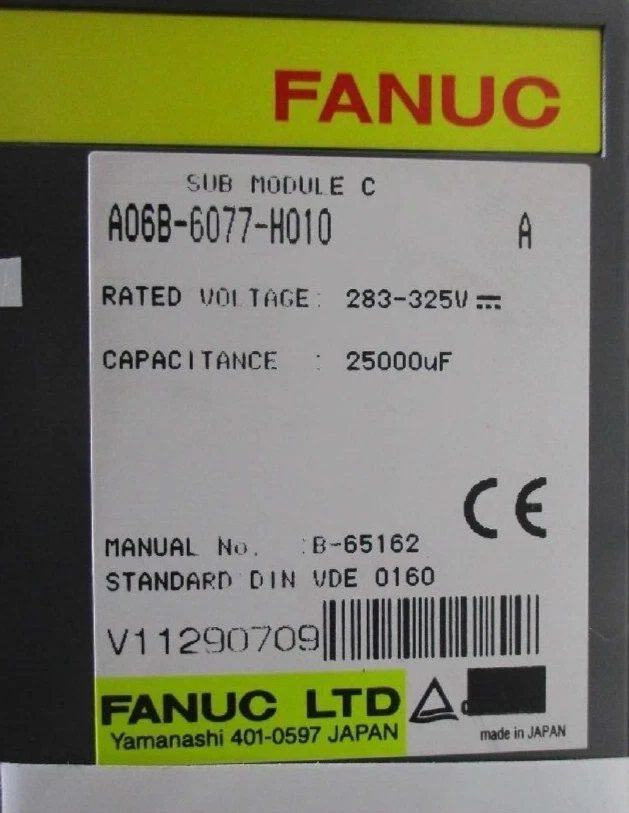 FANUC
SUB MODULE C
A06B-6077-H010 A
RATED VOLTAGE: 283-325V
CAPACITANCE : 25000uF
CE
MANUAL No. :B-65162
STANDARD DIN VDE 0160
V11290709
FANUC LTD
Yamanashi 401-0597 JAPAN
made in JAPAN